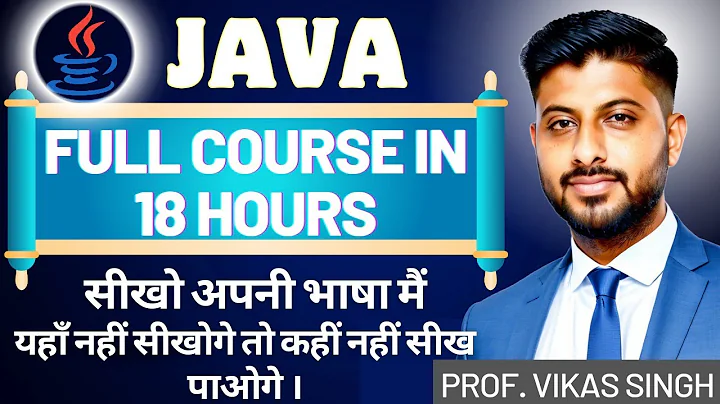 JAVA
FULL COURSE IN
18 HOURS
सीखो अपनी भाषा मैं
यहाँ नहीं सीखोगे तो कहीं नहीं सीख
पाओगे ।
PROF. VIKAS SINGH